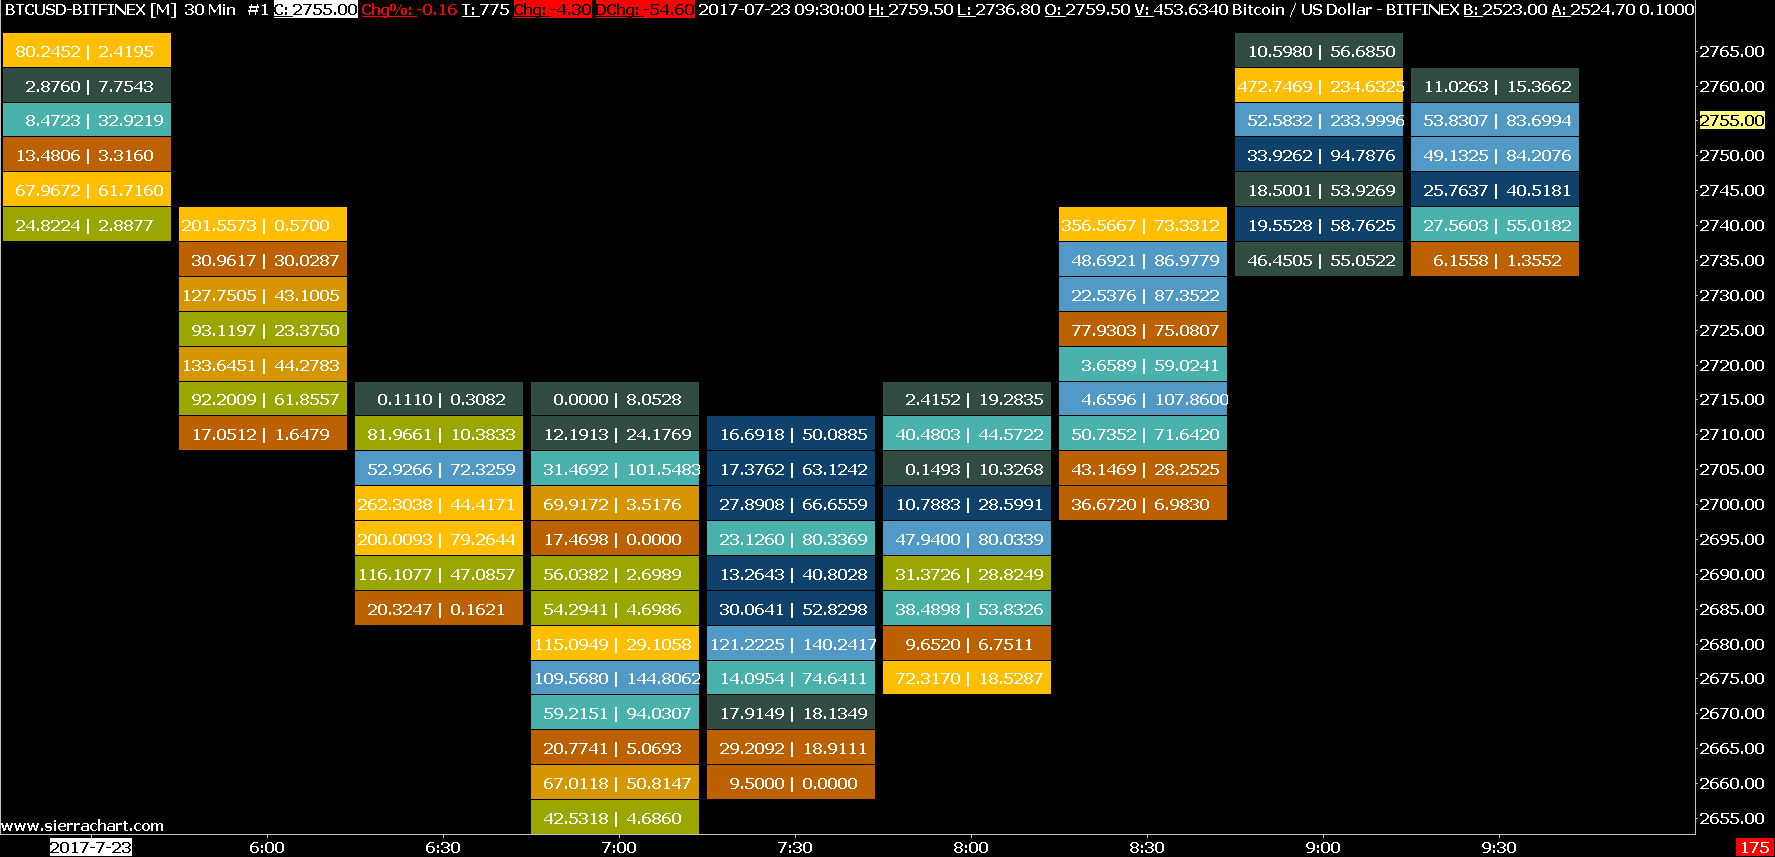 BTCUSD-BITFINEX [M] 30 Min #1 C: 2755.00 Chg%: -0.16 T: 775 Chg: -4.30 DChg: -54.60 2017-07-23 09:30:00 H: 2759.50 L: 2736.80 O: 2759.50 V: 453.6340 Bitcoin / US Dollar - BITFINEX B: 2523.00 A: 2524.70 0.1000
80.2452 | 2.4195 10.5980 | 56.6850 2765.00
2.8760 | 7.7543 472.7469 | 234.6325 11.0263 | 15.3662 2760.00
8.4723 | 32.9219 52.5832 | 233.9996 53.8307 | 83.6994 2755.00
13.4806 | 3.3160 33.9262 | 94.7876 49.1325 | 84.2076 2750.00
67.9672 | 61.7160 18.5001 | 53.9269 25.7637 | 40.5181 2745.00
24.8224 | 2.8877 201.5573 | 0.5700 356.5667 | 73.3312 19.5528 | 58.7625 27.5603 | 55.0182 2740.00
30.9617 | 30.0287 48.6921 | 86.9779 46.4505 | 55.0522 6.1558 | 1.3552 2735.00
127.7505 | 43.1005 22.5376 | 87.3522 2730.00
93.1197 | 23.3750 77.9303 | 75.0807 2725.00
133.6451 | 44.2783 3.6589 | 59.0241 2720.00
92.2009 | 61.8557 0.1110 | 0.3082 0.0000 | 8.0528 2.4152 | 19.2835 4.6596 | 107.8600 2715.00
17.0512 | 1.6479 81.9661 | 10.3833 12.1913 | 24.1769 16.6918 | 50.0885 40.4803 | 44.5722 50.7352 | 71.6420 2710.00
52.9266 | 72.3259 31.4692 | 101.5483 17.3762 | 63.1242 0.1493 | 10.3268 43.1469 | 28.2525 2705.00
262.3038 | 44.4171 69.9172 | 3.5176 27.8908 | 66.6559 10.7883 | 28.5991 36.6720 | 6.9830 2700.00
200.0093 | 79.2644 17.4698 | 0.0000 23.1260 | 80.3369 47.9400 | 80.0339 2695.00
116.1077 | 47.0857 56.0382 | 2.6989 13.2643 | 40.8028 31.3726 | 28.8249 2690.00
20.3247 | 0.1621 54.2941 | 4.6986 30.0641 | 52.8298 38.4898 | 53.8326 2685.00
115.0949 | 29.1058 121.2225 | 140.2417 9.6520 | 6.7511 2680.00
109.5680 | 144.8062 14.0954 | 74.6411 72.3170 | 18.5287 2675.00
59.2151 | 94.0307 17.9149 | 18.1349 2670.00
20.7741 | 5.0693 29.2092 | 18.9111 2665.00
67.0118 | 50.8147 9.5000 | 0.0000 2660.00
42.5318 | 4.6860 2655.00
www.sierrachart.com
2017-7-23 6:00 6:30 7:00 7:30 8:00 8:30 9:00 9:30 175